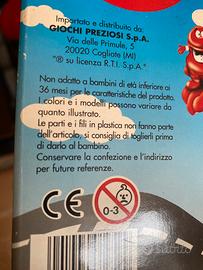 Importato e distribuito da:
GIOCHI PREZIOSI S.p.A.
Via delle Primule, 5
20020 Cogliate (MI)
"® su licenza R.T.I. S.p.A."
Non adatto a bambini di età inferiore ai
36 mesi per le caratteristiche del prodotto.
I colori e i modelli possono variare da
quanto illustrato.
Le parti e i fili in plastica non fanno parte
dell'articolo, si consiglia di toglierli prima
di darlo al bambino.
Conservare la confezione e l'indirizzo
per future referenze.
CE
0-3
Subito